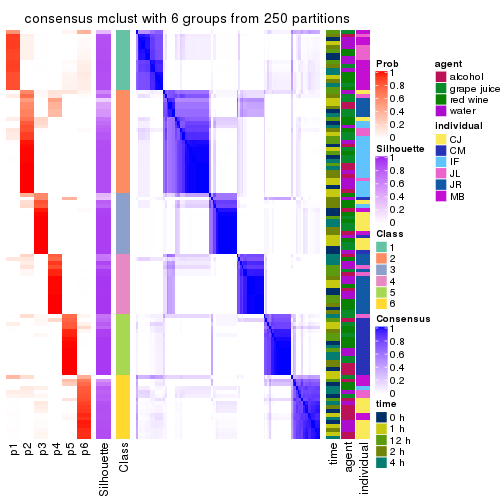 consensus mclust with 6 groups from 250 partitions
p1
p2
p3
p4
p5
p6
Silhouette
Class
time
agent
individual
Prob
1
0.8
0.6
0.4
0.2
0
Silhouette
1
0.8
0.6
0.4
0.2
0
Class
1
2
3
4
5
6
Consensus
1
0.8
0.6
0.4
0.2
0
time
0 h
1 h
12 h
2 h
4 h
agent
alcohol
grape juice
red wine
water
individual
CJ
CM
IF
JL
JR
MB